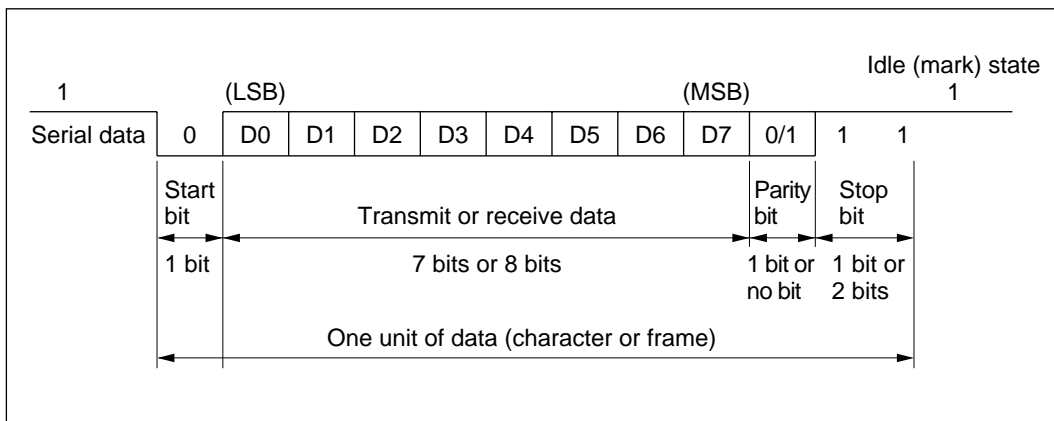 Idle (mark) state
1 (LSB) (MSB) 1
Serial data 0 D0 D1 D2 D3 D4 D5 D6 D7 0/1 1 1
Start bit
Transmit or receive data
Parity bit
Stop bit
1 bit
7 bits or 8 bits
1 bit or no bit
1 bit or 2 bits
One unit of data (character or frame)